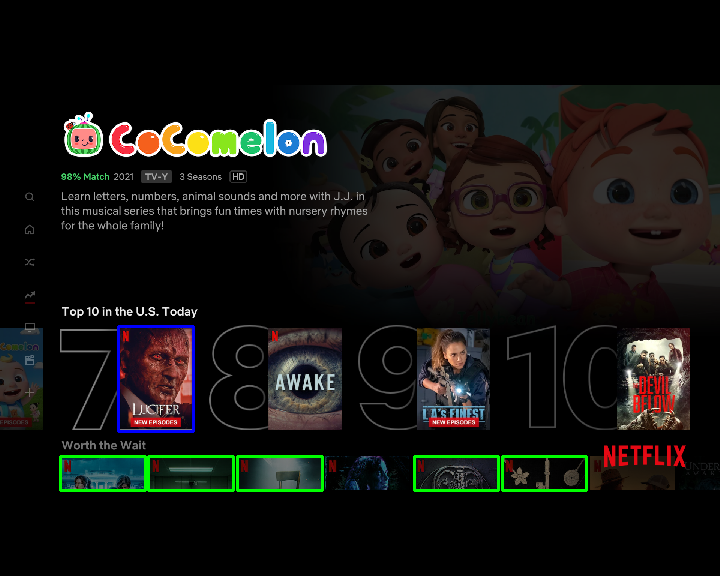 CoComelon
98% Match 2021 TV-Y 3 Seasons HD
Learn letters, numbers, animal sounds and more with J.J. in
this musical series that brings fun times with nursery rhymes
for the whole family!
Top 10 in the U.S. Today
7 8 9 10
N LUCIFER
NEW EPISODES
N AWAKE
L.A.'S FINEST
NEW EPISODES
DEVIL
BELOW
Worth the Wait
NETFLIX